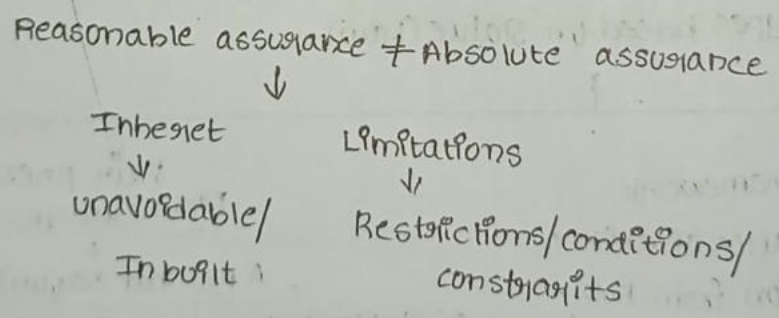 Reasonable assurance ≠ Absolute assurance
↓
Inheret Limitations
↓ ↓
unavoidable/ Restrictions/conditions/
Inbuilt constraints